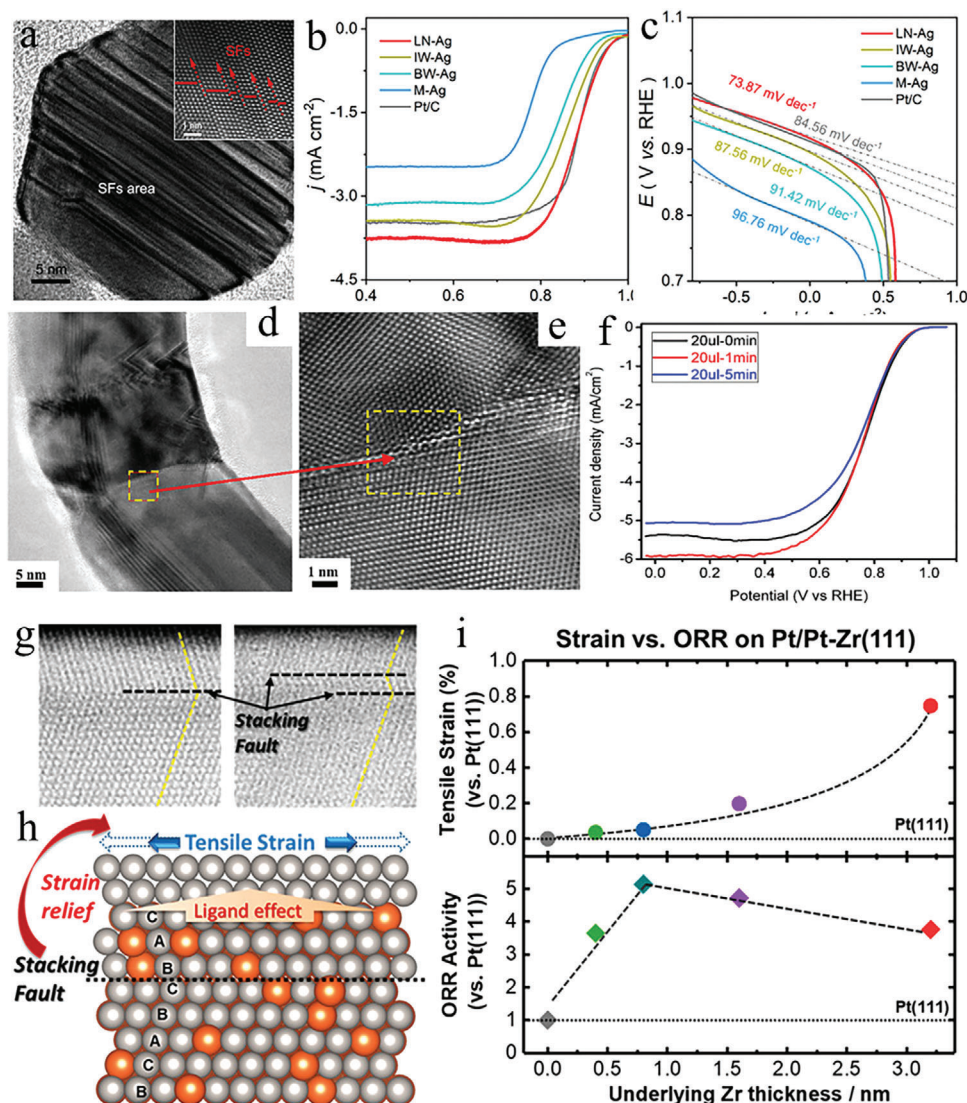 a
SFs
1 nm
SFs area
5 nm
b
LN-Ag
IW-Ag
BW-Ag
M-Ag
Pt/C
j (mA cm⁻²)
0.0
-1.5
-3.0
-4.5
0.4 0.6 0.8 1.0
c
LN-Ag
IW-Ag
BW-Ag
M-Ag
Pt/C
73.87 mV dec⁻¹
84.56 mV dec⁻¹
87.56 mV dec⁻¹
91.42 mV dec⁻¹
96.76 mV dec⁻¹
E ( V vs. RHE)
1.1
1.0
0.9
0.8
0.7
-0.5 0.0 0.5 1.0
d
5 nm
e
1 nm
f
20ul-0min
20ul-1min
20ul-5min
Current density (mA/cm²)
0
-1
-2
-3
-4
-5
-6
0.0 0.2 0.4 0.6 0.8 1.0
Potential (V vs RHE)
g
Stacking
Fault
h
Tensile Strain
Strain
relief
Ligand effect
Stacking
Fault
C
A
B
C
B
A
C
B
i
Strain vs. ORR on Pt/Pt-Zr(111)
Tensile Strain (%)
(vs. Pt(111))
1.0
0.8
0.6
0.4
0.2
0.0
Pt(111)
ORR Activity
(vs. Pt(111))
5
4
3
2
1
0
Pt(111)
0.0 0.5 1.0 1.5 2.0 2.5 3.0
Underlying Zr thickness / nm